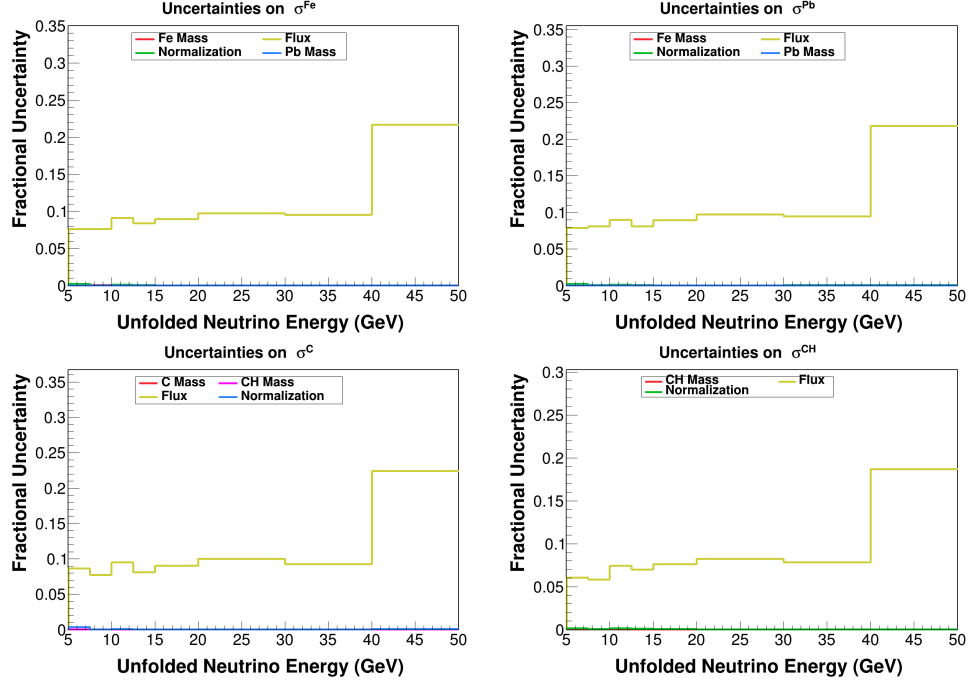 Uncertainties on σFe
Fe Mass Flux
Normalization Pb Mass
Fractional Uncertainty
0.35
0.3
0.25
0.2
0.15
0.1
0.05
0
5 10 15 20 25 30 35 40 45 50
Unfolded Neutrino Energy (GeV)
Uncertainties on σPb
Fe Mass Flux
Normalization Pb Mass
Fractional Uncertainty
0.35
0.3
0.25
0.2
0.15
0.1
0.05
0
5 10 15 20 25 30 35 40 45 50
Unfolded Neutrino Energy (GeV)
Uncertainties on σC
C Mass CH Mass
Flux Normalization
Fractional Uncertainty
0.35
0.3
0.25
0.2
0.15
0.1
0.05
0
5 10 15 20 25 30 35 40 45 50
Unfolded Neutrino Energy (GeV)
Uncertainties on σCH
CH Mass Flux
Normalization
Fractional Uncertainty
0.3
0.25
0.2
0.15
0.1
0.05
0
5 10 15 20 25 30 35 40 45 50
Unfolded Neutrino Energy (GeV)